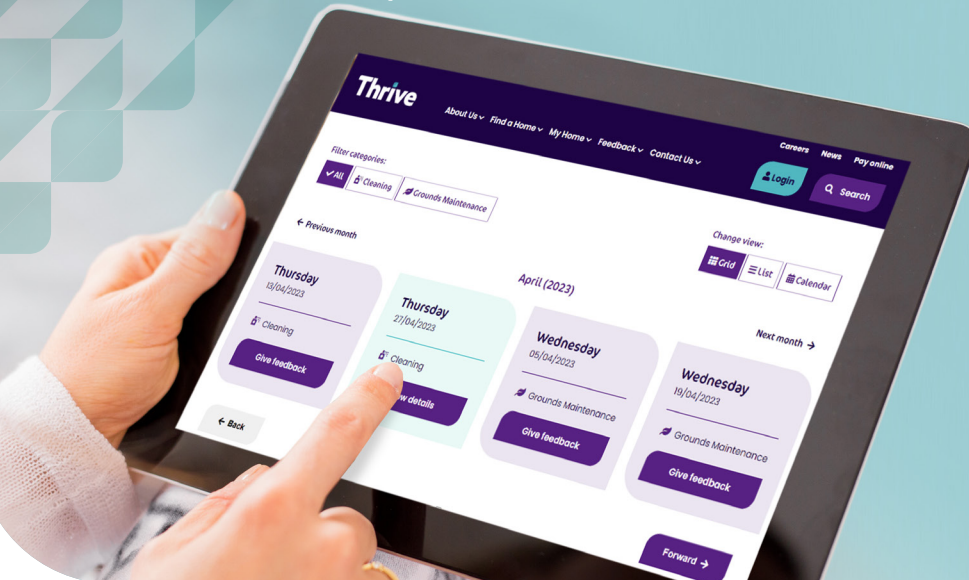 Thrive
About Us
Find a Home
My Home
Feedback
Contact Us
Careers
News
Pay online
Login
Search
Filter categories:
All
Cleaning
Grounds Maintenance
Change view:
Grid
List
Calendar
← Previous month
April (2023)
Next month →
Thursday
13/04/2023
Cleaning
Give feedback
Thursday
27/04/2023
Cleaning
details
Wednesday
05/04/2023
Grounds Maintenance
Give feedback
Wednesday
19/04/2023
Grounds Maintenance
Give feedback
← Back
Forward →